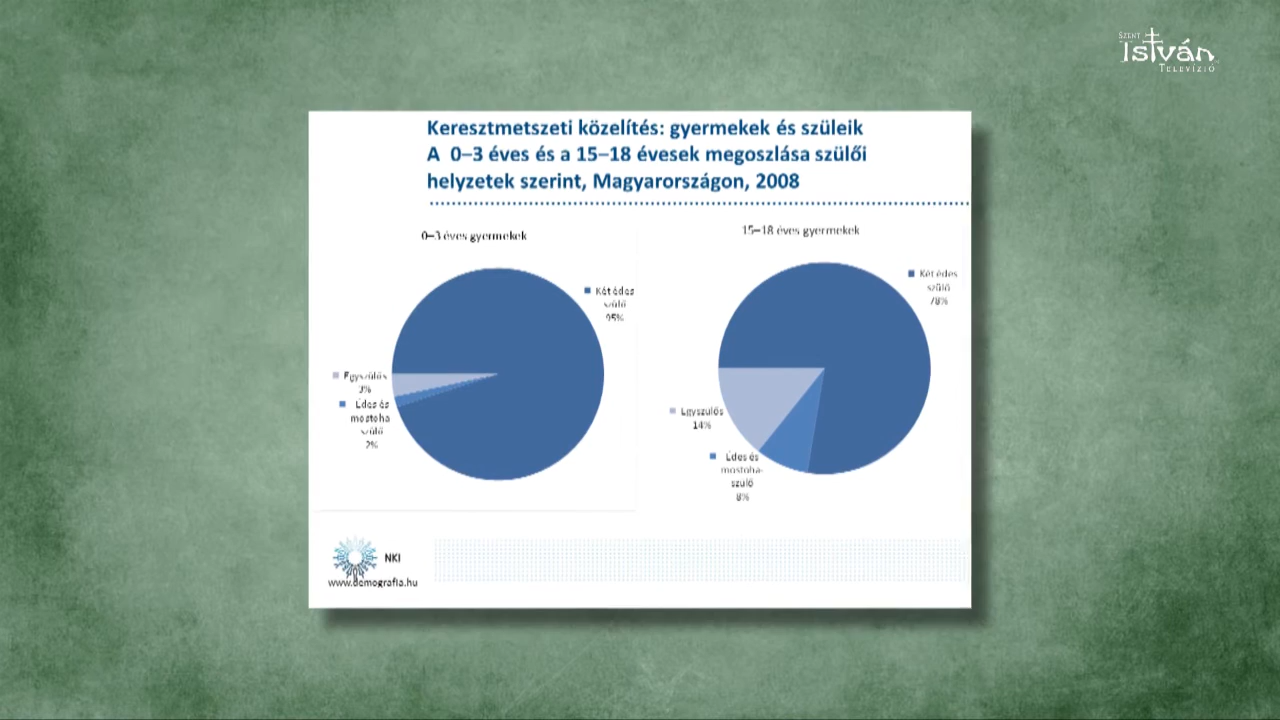 SZENT
IstVán
TELEVÍZIÓ
Keresztmetszeti közelítés: gyermekek és szüleik
A 0–3 éves és a 15–18 évesek megoszlása szülői
helyzetek szerint, Magyarországon, 2008
0–3 éves gyermekek
Két édes
szülő
95%
Egyszülős
3%
Édes és
mostoha
szülő
2%
15–18 éves gyermekek
Két édes
szülő
78%
Egyszülős
14%
Édes és
mostoha-
szülő
8%
NKI
www.demografia.hu